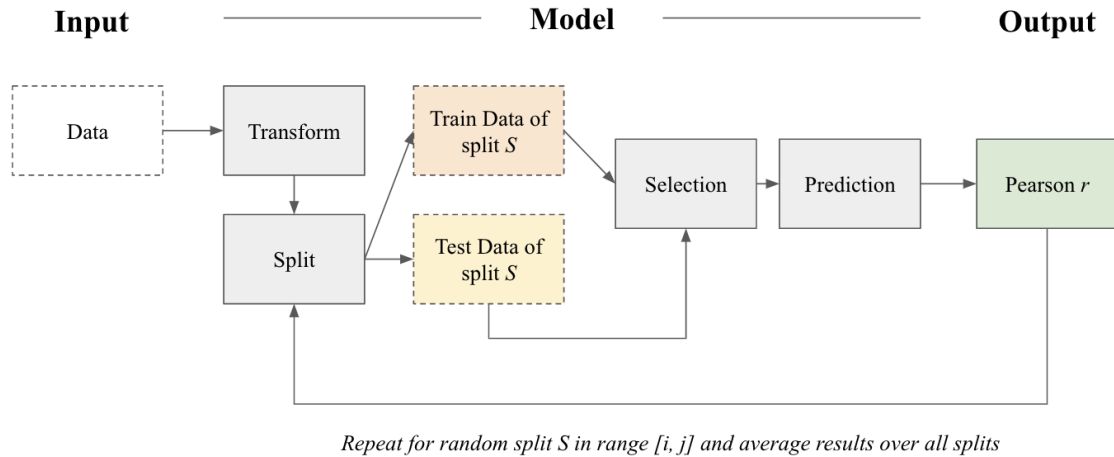 Input
Model
Output
Data
Transform
Train Data of
split S
Selection
Prediction
Pearson r
Split
Test Data of
split S
Repeat for random split S in range [i, j] and average results over all splits